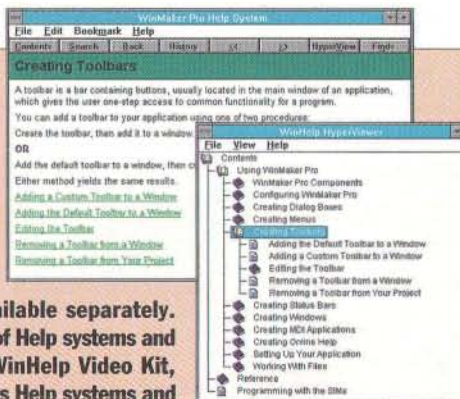 WinMaker Pro Help System
File Edit Bookmark Help
Contents Search Back History << >> HyperView Find+
Creating Toolbars
A toolbar is a bar containing buttons, usually located in the main window of an application,
which gives the user one-step access to common functionality for a program.
You can add a toolbar to your application using one of two procedures:
Create the toolbar, then add it to a window.
OR
Add the default toolbar to a window, then
Either method yields the same results.
Adding a Custom Toolbar to a Window
Adding the Default Toolbar to a Window
Editing the Toolbar
Removing a Toolbar from a Window
Removing a Toolbar from Your Project
WinHelp HyperViewer
File View Help
Contents
Using WinMaker Pro
WinMaker Pro Components
Configuring WinMaker Pro
Creating Dialog Boxes
Creating Menus
Creating Toolbars
Adding the Default Toolbar to a Window
Adding a Custom Toolbar to a Window
Editing the Toolbar
Removing a Toolbar from a Window
Removing a Toolbar from Your Project
Creating Status Bars
Creating Windows
Creating MDI Applications
Creating Online Help
Setting Up Your Application
Working With Files
Reference
Programming with the SIMs
ailable separately.
of Help systems and
WinHelp Video Kit,
s Help systems and